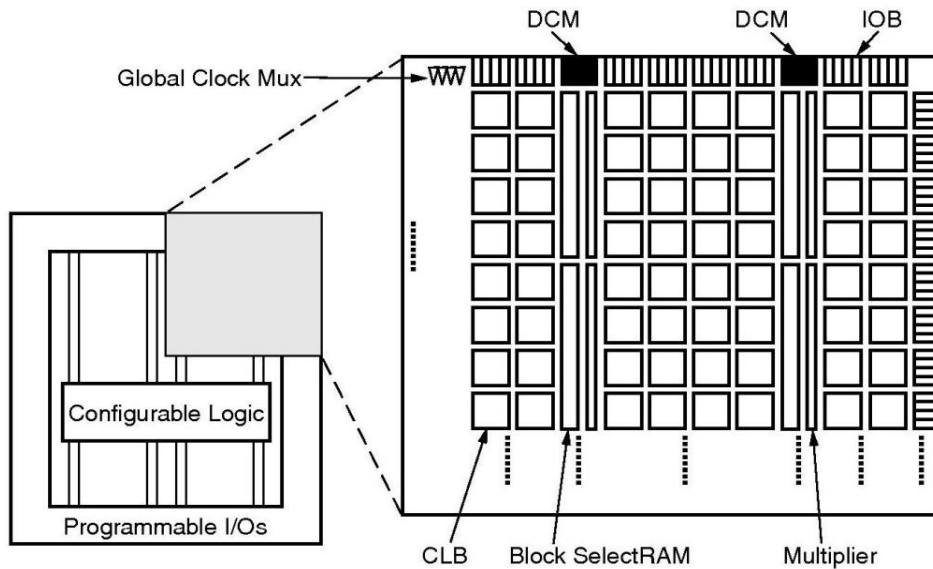 DCM
DCM
IOB
Global Clock Mux
Configurable Logic
Programmable I/Os
CLB
Block SelectRAM
Multiplier